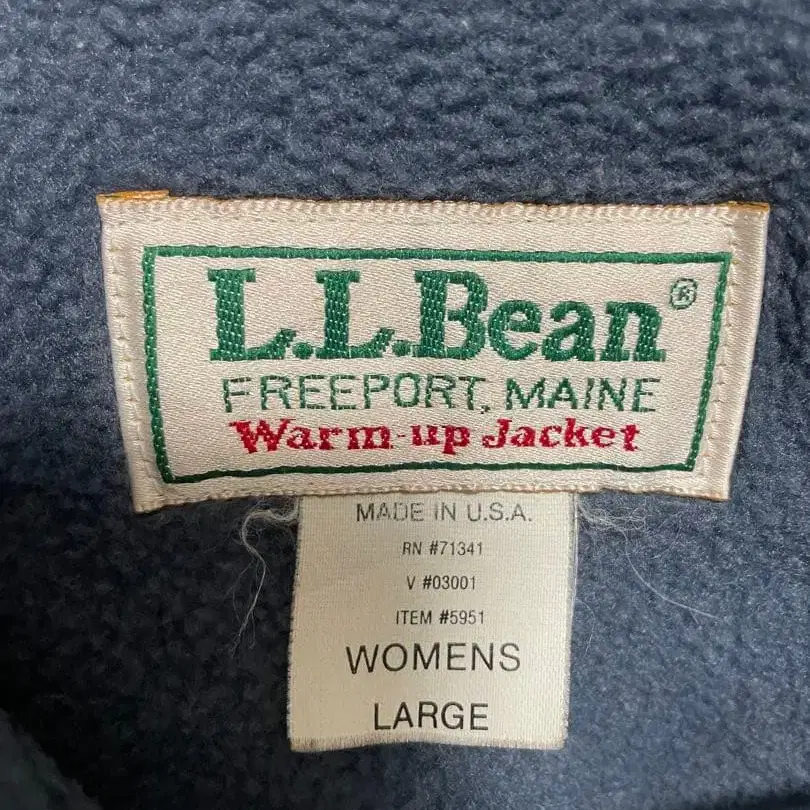 L.L.Bean®
FREEPORT, MAINE
Warm-up Jacket
MADE IN U.S.A.
RN #71341
V #03001
ITEM #5951
WOMENS
LARGE